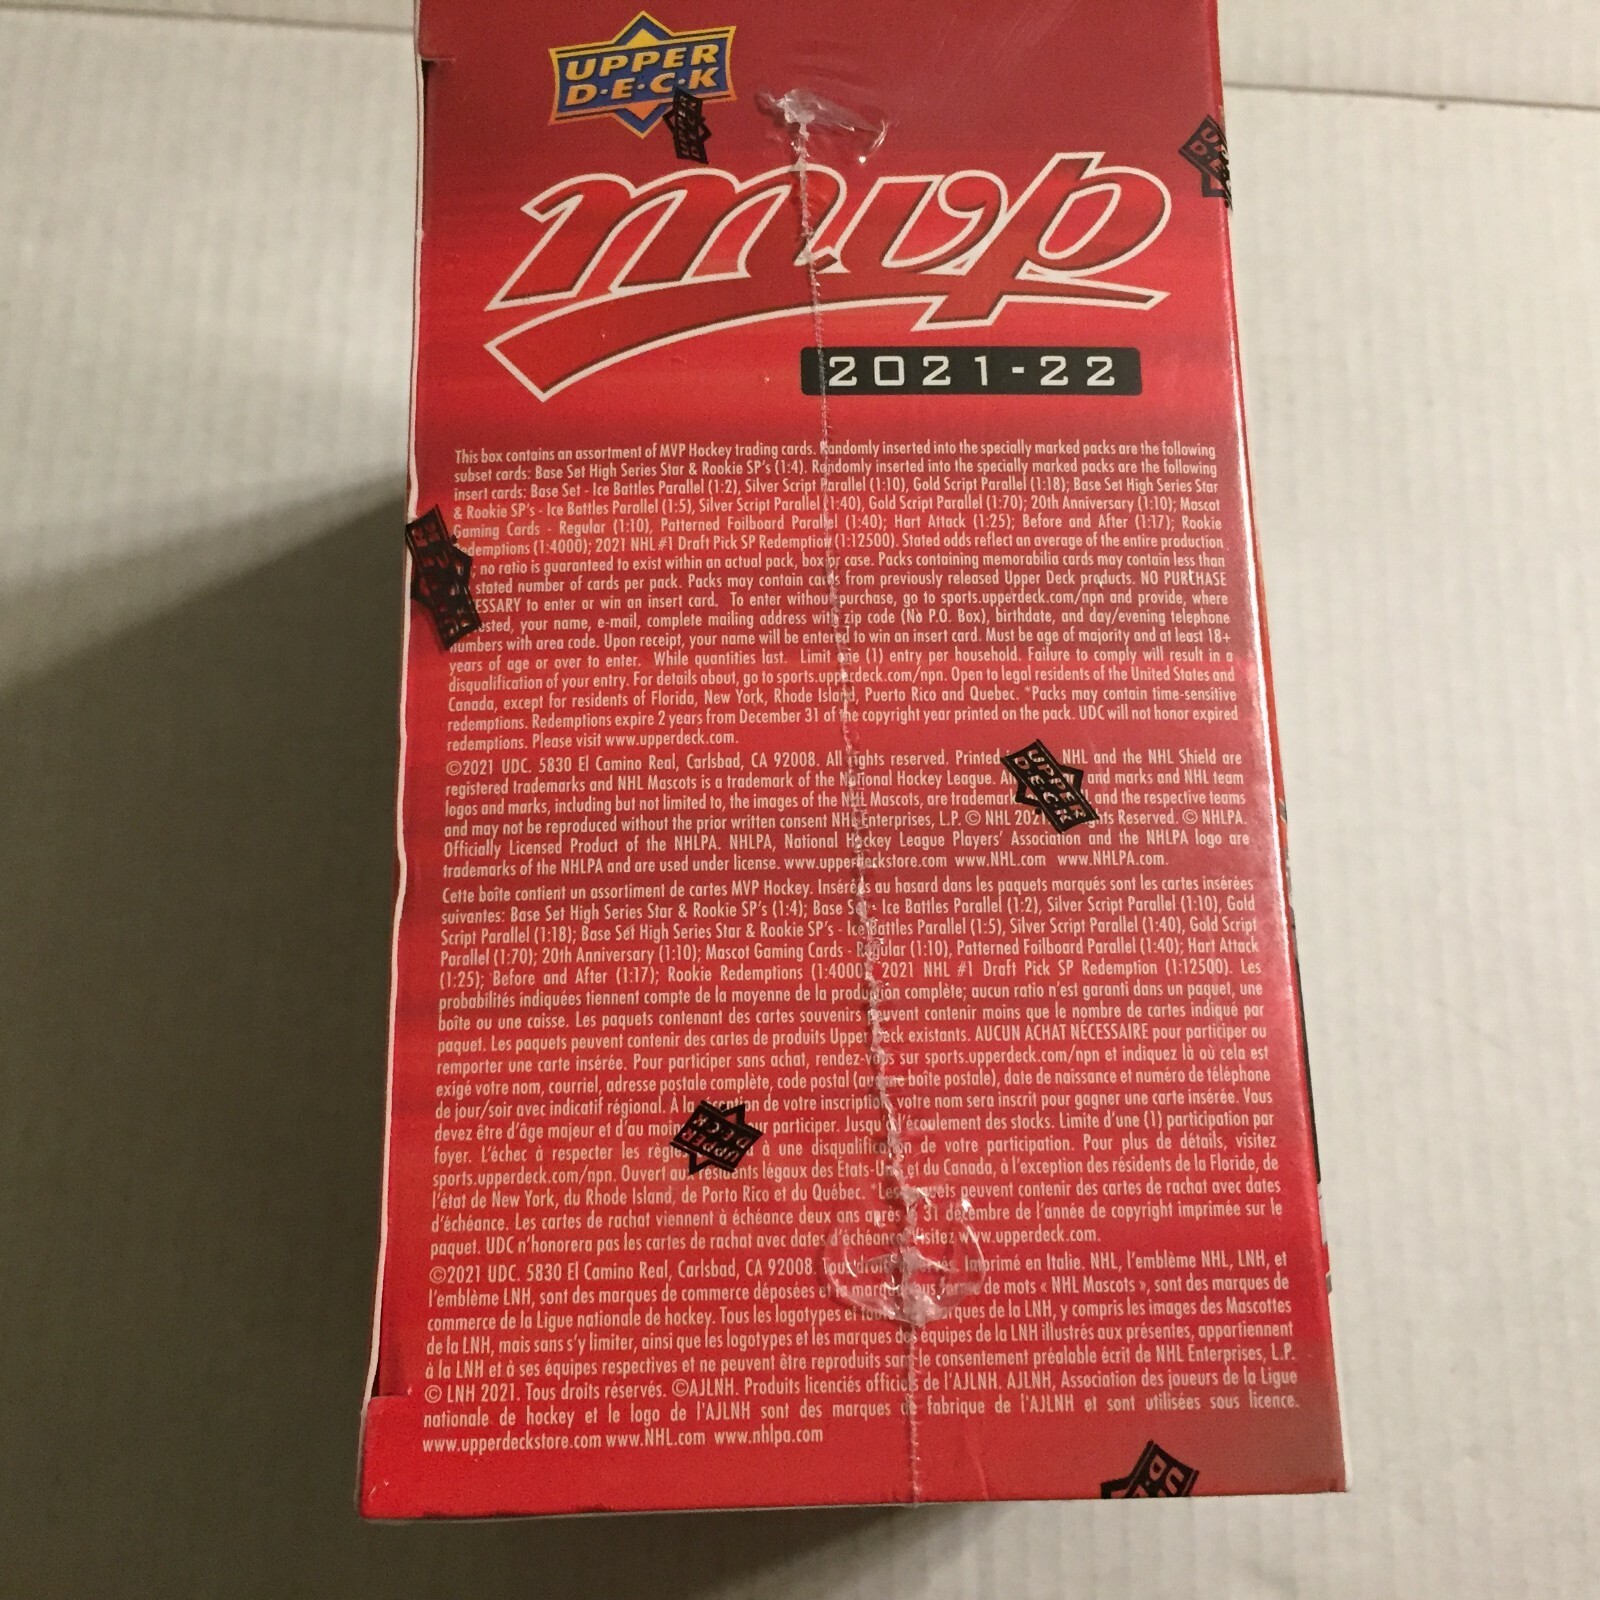 UPPER
D·E·C·K
UPPER
DECK
mvp
2021-22
This box contains an assortment of MVP Hockey trading cards. Randomly inserted into the specially marked packs are the following
subset cards: Base Set High Series Star & Rookie SP's (1:4). Randomly inserted into the specially marked packs are the following
insert cards: Base Set - Ice Battles Parallel (1:2), Silver Script Parallel (1:10), Gold Script Parallel (1:18); Base Set High Series Star
& Rookie SP's - Ice Battles Parallel (1:5), Silver Script Parallel (1:40), Gold Script Parallel (1:70); 20th Anniversary (1:10); Mascot
Gaming Cards - Regular (1:10), Patterned Foilboard Parallel (1:40); Hart Attack (1:25); Before and After (1:17); Rookie
Redemptions (1:4000); 2021 NHL #1 Draft Pick SP Redemption (1:12500). Stated odds reflect an average of the entire production
; no ratio is guaranteed to exist within an actual pack, box or case. Packs containing memorabilia cards may contain less than
stated number of cards per pack. Packs may contain cards from previously released Upper Deck products. NO PURCHASE
ESSARY to enter or win an insert card. To enter without purchase, go to sports.upperdeck.com/npn and provide, where
ested, your name, e-mail, complete mailing address with zip code (No P.O. Box), birthdate, and day/evening telephone
numbers with area code. Upon receipt, your name will be entered to win an insert card. Must be age of majority and at least 18+
years of age or over to enter. While quantities last. Limit one (1) entry per household. Failure to comply will result in a
disqualification of your entry. For details about, go to sports.upperdeck.com/npn. Open to legal residents of the United States and
Canada, except for residents of Florida, New York, Rhode Island, Puerto Rico and Quebec. *Packs may contain time-sensitive
redemptions. Redemptions expire 2 years from December 31 of the copyright year printed on the pack. UDC will not honor expired
redemptions. Please visit www.upperdeck.com.
©2021 UDC. 5830 El Camino Real, Carlsbad, CA 92008. All rights reserved. Printed NHL and the NHL Shield are
registered trademarks and NHL Mascots is a trademark of the National Hockey League. All and marks and NHL team
logos and marks, including but not limited to, the images of the NHL Mascots, are trademark and the respective teams
and may not be reproduced without the prior written consent NHL Enterprises, L.P. © NHL 2021 ghts Reserved. © NHLPA.
Officially Licensed Product of the NHLPA. NHLPA, National Hockey League Players' Association and the NHLPA logo are
trademarks of the NHLPA and are used under license. www.upperdeckstore.com www.NHL.com www.NHLPA.com.
Cette boîte contient un assortiment de cartes MVP Hockey. Insérées au hasard dans les paquets marqués sont les cartes insérées
suivantes: Base Set High Series Star & Rookie SP's (1:4); Base Set - Ice Battles Parallel (1:2), Silver Script Parallel (1:10), Gold
Script Parallel (1:18); Base Set High Series Star & Rookie SP's - Ice Battles Parallel (1:5), Silver Script Parallel (1:40), Gold Script
Parallel (1:70); 20th Anniversary (1:10); Mascot Gaming Cards - Regular (1:10), Patterned Foilboard Parallel (1:40); Hart Attack
(1:25); Before and After (1:17); Rookie Redemptions (1:4000); 2021 NHL #1 Draft Pick SP Redemption (1:12500). Les
probabilités indiquées tiennent compte de la moyenne de la production complète; aucun ratio n'est garanti dans un paquet, une
boîte ou une caisse. Les paquets contenant des cartes souvenirs peuvent contenir moins que le nombre de cartes indiqué par
paquet. Les paquets peuvent contenir des cartes de produits Upper Deck existants. AUCUN ACHAT NÉCESSAIRE pour participer ou
remporter une carte insérée. Pour participer sans achat, rendez-vous sur sports.upperdeck.com/npn et indiquez là où cela est
exigé votre nom, courriel, adresse postale complète, code postal (aucune boîte postale), date de naissance et numéro de téléphone
de jour/soir avec indicatif régional. À la réception de votre inscription, votre nom sera inscrit pour gagner une carte insérée. Vous
devez être d'âge majeur et d'au moin participer. Jusqu'à l'écoulement des stocks. Limite d'une (1) participation par
foyer. L'échec à respecter les règle à une disqualification de votre participation. Pour plus de détails, visitez
sports.upperdeck.com/npn. Ouvert aux résidents légaux des États-Unis et du Canada, à l'exception des résidents de la Floride, de
l'état de New York, du Rhode Island, de Porto Rico et du Québec. *Les paquets peuvent contenir des cartes de rachat avec dates
d'échéance. Les cartes de rachat viennent à échéance deux ans après le 31 décembre de l'année de copyright imprimée sur le
paquet. UDC n'honorera pas les cartes de rachat avec dates d'échéance. Visitez www.upperdeck.com.
©2021 UDC. 5830 El Camino Real, Carlsbad, CA 92008. Tous droits réservés. Imprimé en Italie. NHL, l'emblème NHL, LNH, et
l'emblème LNH, sont des marques de commerce déposées et de mots « NHL Mascots », sont des marques de
commerce de la Ligue nationale de hockey. Tous les logotypes et toutes marques de la LNH, y compris les images des Mascottes
de la LNH, mais sans s'y limiter, ainsi que les logotypes et les marques des équipes de la LNH illustrés aux présentes, appartiennent
à la LNH et à ses équipes respectives et ne peuvent être reproduits sans le consentement préalable écrit de NHL Enterprises, L.P.
© LNH 2021. Tous droits réservés. ©AJLNH. Produits licenciés officiels de l'AJLNH. AJLNH, Association des joueurs de la Ligue
nationale de hockey et le logo de l'AJLNH sont des marques de fabrique de l'AJLNH et sont utilisées sous licence.
www.upperdeckstore.com www.NHL.com www.nhlpa.com
UPPER
DECK
UPPER
DECK